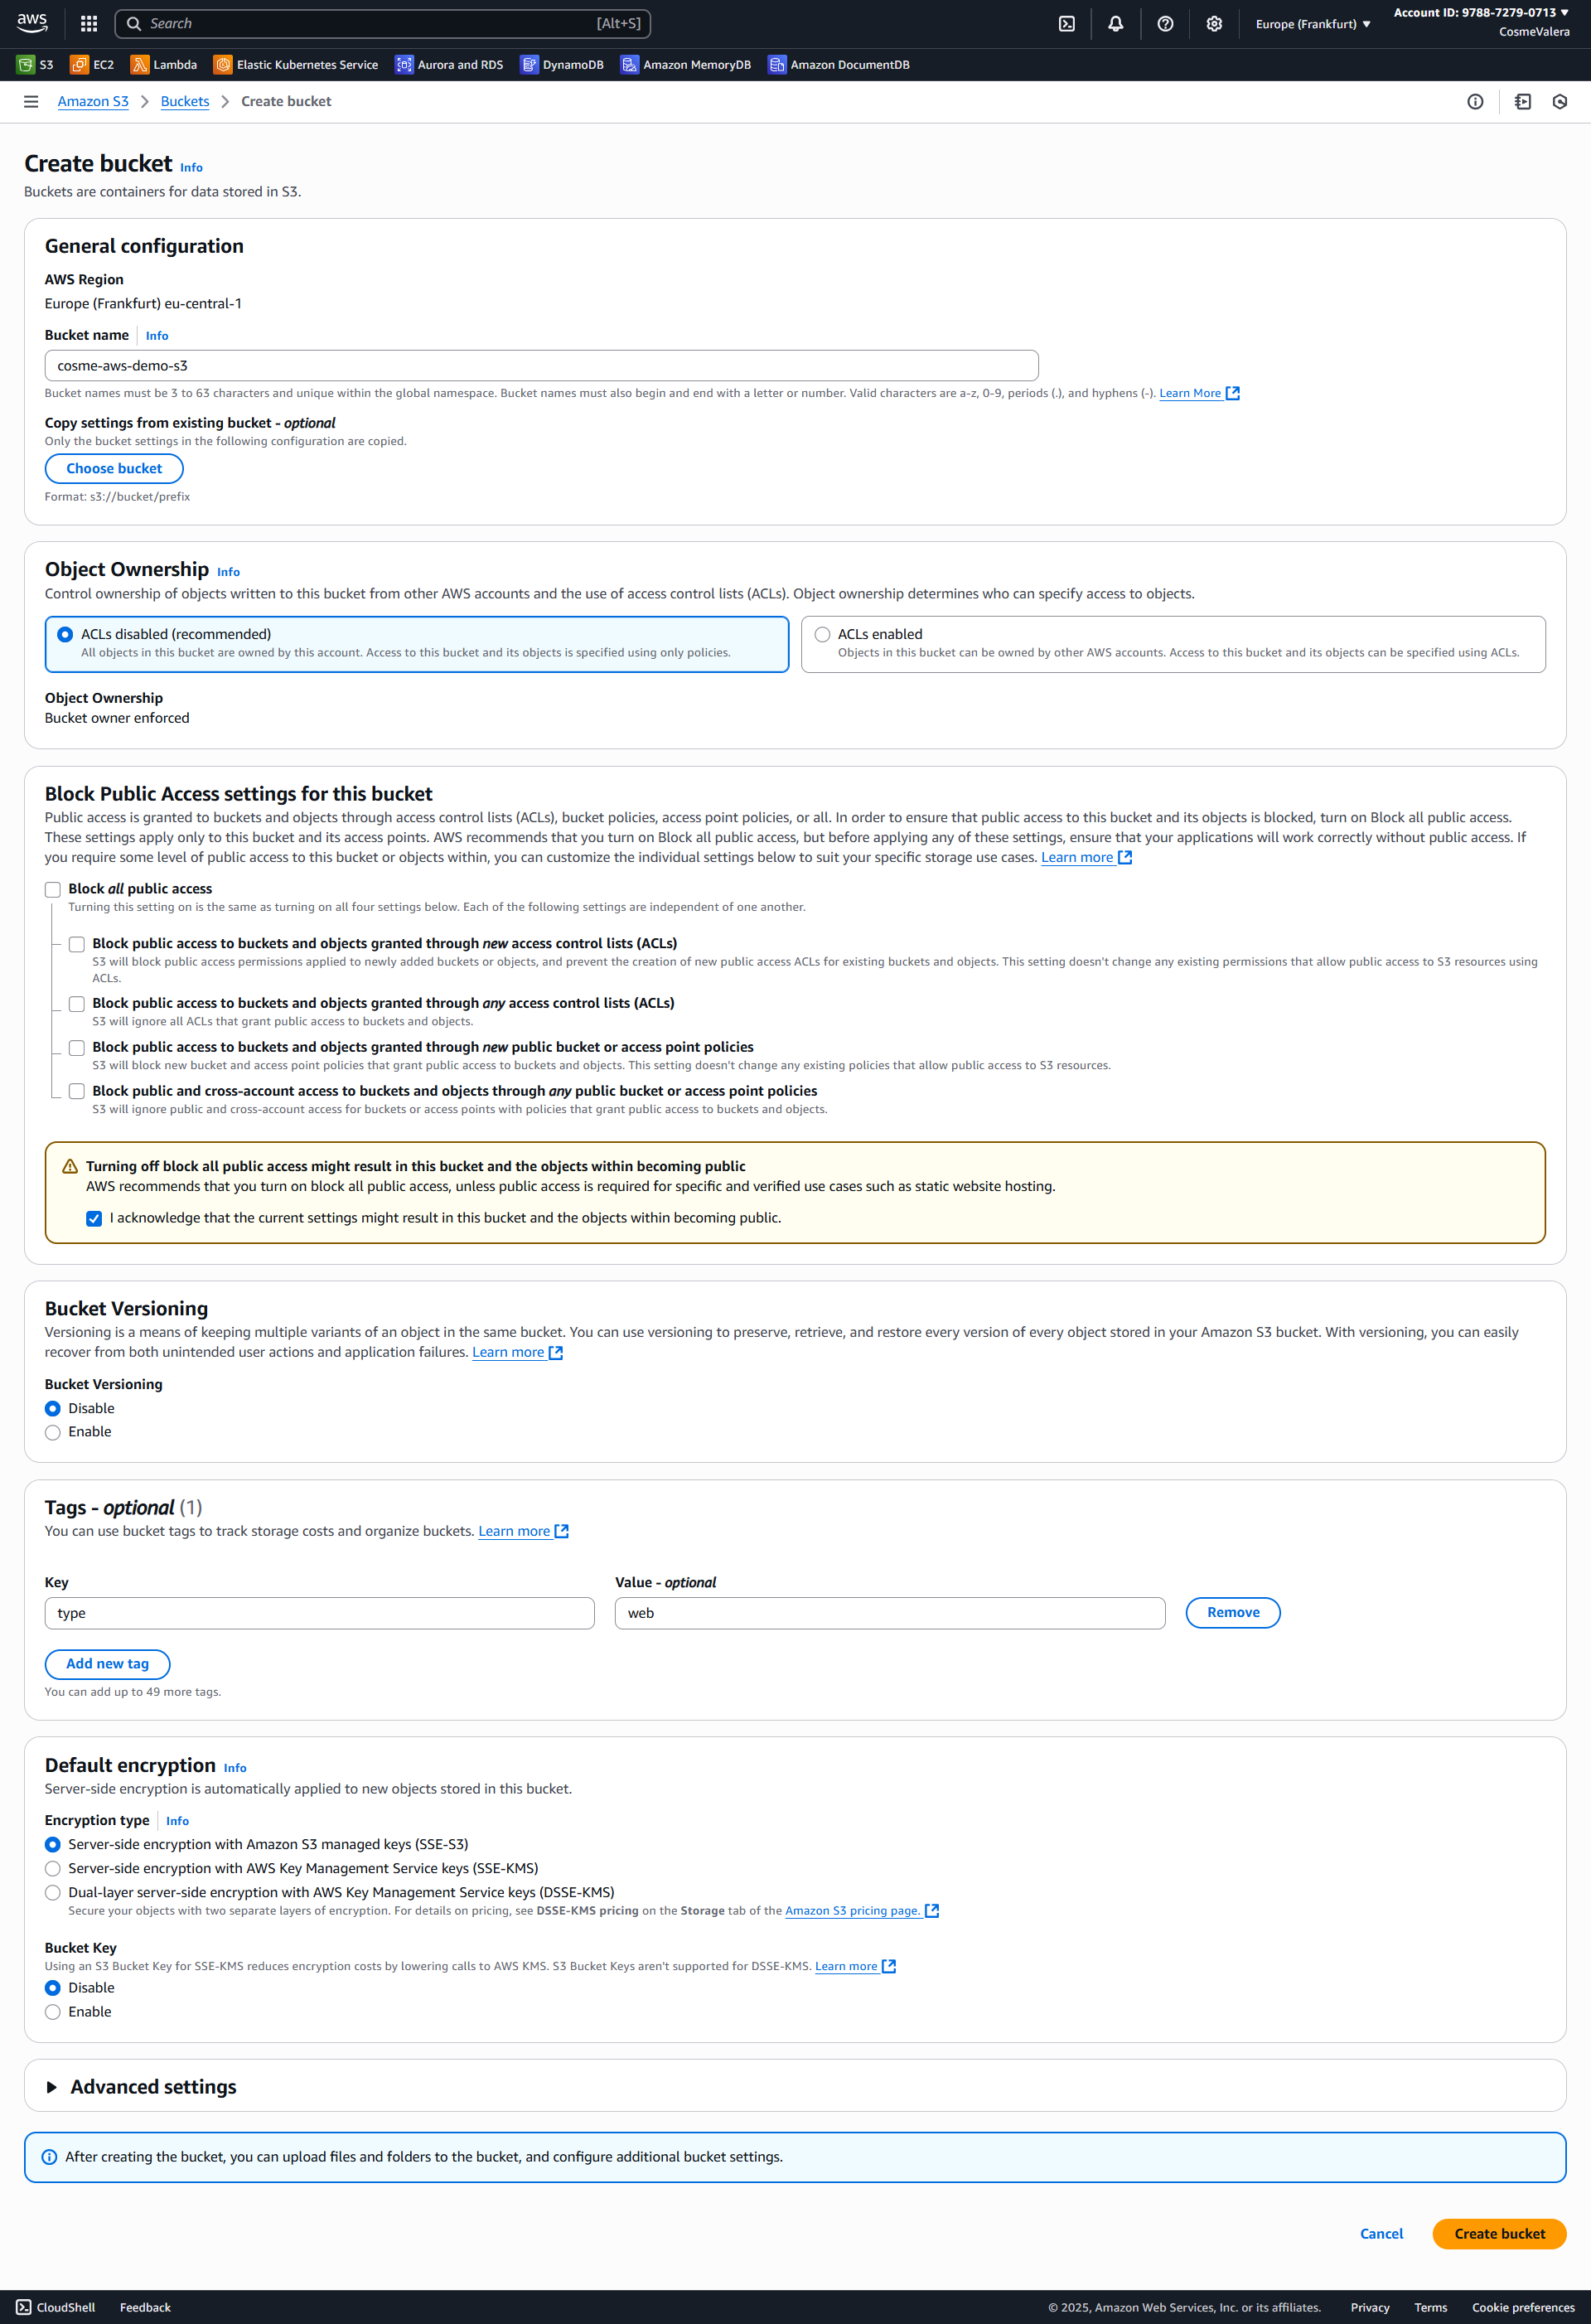 aws
Search [Alt+S]
Europe (Frankfurt) ▼
Account ID: 9788-7279-0713 ▼
CosmeValera
S3 EC2 Lambda Elastic Kubernetes Service Aurora and RDS DynamoDB Amazon MemoryDB Amazon DocumentDB
Amazon S3 > Buckets > Create bucket
Create bucket Info
Buckets are containers for data stored in S3.
General configuration
AWS Region
Europe (Frankfurt) eu-central-1
Bucket name Info
cosme-aws-demo-s3
Bucket names must be 3 to 63 characters and unique within the global namespace. Bucket names must also begin and end with a letter or number. Valid characters are a-z, 0-9, periods (.), and hyphens (-). Learn More
Copy settings from existing bucket - optional
Only the bucket settings in the following configuration are copied.
Choose bucket
Format: s3://bucket/prefix
Object Ownership Info
Control ownership of objects written to this bucket from other AWS accounts and the use of access control lists (ACLs). Object ownership determines who can specify access to objects.
ACLs disabled (recommended)
All objects in this bucket are owned by this account. Access to this bucket and its objects is specified using only policies.
ACLs enabled
Objects in this bucket can be owned by other AWS accounts. Access to this bucket and its objects can be specified using ACLs.
Object Ownership
Bucket owner enforced
Block Public Access settings for this bucket
Public access is granted to buckets and objects through access control lists (ACLs), bucket policies, access point policies, or all. In order to ensure that public access to this bucket and its objects is blocked, turn on Block all public access.
These settings apply only to this bucket and its access points. AWS recommends that you turn on Block all public access, but before applying any of these settings, ensure that your applications will work correctly without public access. If
you require some level of public access to this bucket or objects within, you can customize the individual settings below to suit your specific storage use cases. Learn more
Block all public access
Turning this setting on is the same as turning on all four settings below. Each of the following settings are independent of one another.
Block public access to buckets and objects granted through new access control lists (ACLs)
S3 will block public access permissions applied to newly added buckets or objects, and prevent the creation of new public access ACLs for existing buckets and objects. This setting doesn't change any existing permissions that allow public access to S3 resources using
ACLs.
Block public access to buckets and objects granted through any access control lists (ACLs)
S3 will ignore all ACLs that grant public access to buckets and objects.
Block public access to buckets and objects granted through new public bucket or access point policies
S3 will block new bucket and access point policies that grant public access to buckets and objects. This setting doesn't change any existing policies that allow public access to S3 resources.
Block public and cross-account access to buckets and objects through any public bucket or access point policies
S3 will ignore public and cross-account access for buckets or access points with policies that grant public access to buckets and objects.
Turning off block all public access might result in this bucket and the objects within becoming public
AWS recommends that you turn on block all public access, unless public access is required for specific and verified use cases such as static website hosting.
I acknowledge that the current settings might result in this bucket and the objects within becoming public.
Bucket Versioning
Versioning is a means of keeping multiple variants of an object in the same bucket. You can use versioning to preserve, retrieve, and restore every version of every object stored in your Amazon S3 bucket. With versioning, you can easily
recover from both unintended user actions and application failures. Learn more
Bucket Versioning
Disable
Enable
Tags - optional (1)
You can use bucket tags to track storage costs and organize buckets. Learn more
Key Value - optional
type web Remove
Add new tag
You can add up to 49 more tags.
Default encryption Info
Server-side encryption is automatically applied to new objects stored in this bucket.
Encryption type Info
Server-side encryption with Amazon S3 managed keys (SSE-S3)
Server-side encryption with AWS Key Management Service keys (SSE-KMS)
Dual-layer server-side encryption with AWS Key Management Service keys (DSSE-KMS)
Secure your objects with two separate layers of encryption. For details on pricing, see DSSE-KMS pricing on the Storage tab of the Amazon S3 pricing page.
Bucket Key
Using an S3 Bucket Key for SSE-KMS reduces encryption costs by lowering calls to AWS KMS. S3 Bucket Keys aren't supported for DSSE-KMS. Learn more
Disable
Enable
Advanced settings
After creating the bucket, you can upload files and folders to the bucket, and configure additional bucket settings.
Cancel Create bucket
CloudShell Feedback © 2025, Amazon Web Services, Inc. or its affiliates. Privacy Terms Cookie preferences